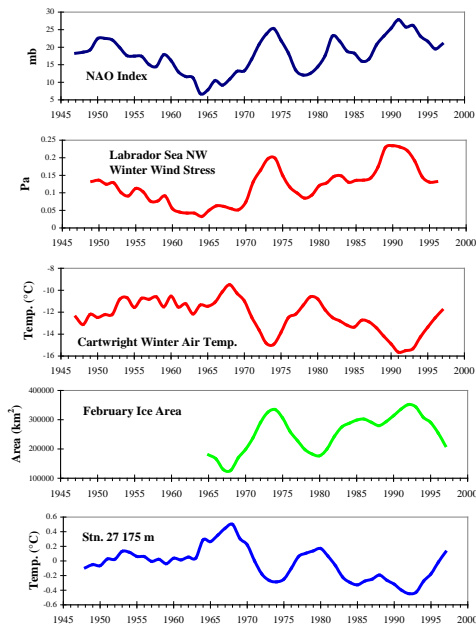 30
25
20
15
10
5
mb
NAO Index
1945 1950 1955 1960 1965 1970 1975 1980 1985 1990 1995 2000
0.25
0.2
0.15
0.1
0.05
0
Pa
Labrador Sea NW
Winter Wind Stress
1945 1950 1955 1960 1965 1970 1975 1980 1985 1990 1995 2000
-8
-10
-12
-14
-16
Temp. (°C)
Cartwright Winter Air Temp.
1945 1950 1955 1960 1965 1970 1975 1980 1985 1990 1995 2000
400000
300000
200000
100000
Area (km²)
February Ice Area
1945 1950 1955 1960 1965 1970 1975 1980 1985 1990 1995 2000
0.6
0.4
0.2
0
-0.2
-0.4
-0.6
Temp. (°C)
Stn. 27 175 m
1945 1950 1955 1960 1965 1970 1975 1980 1985 1990 1995 2000